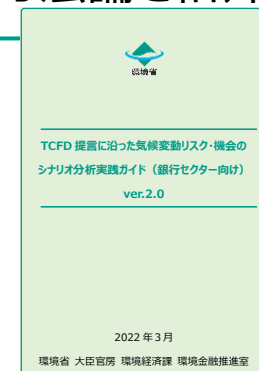 環境省
TCFD 提言に沿った気候変動リスク・機会の
シナリオ分析実践ガイド（銀行セクター向け）
ver.2.0
2022 年 3 月
環境省 大臣官房 環境経済課 環境金融推進室